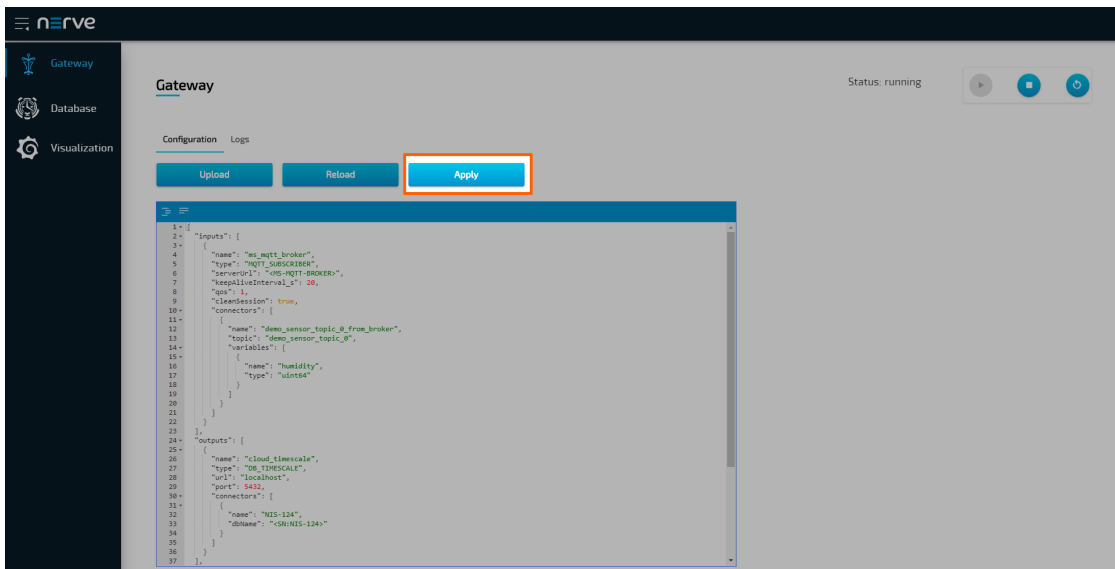 nerve
Gateway
Database
Visualization
Gateway
Status: running
Configuration Logs
Upload Reload Apply
1 {
2 "inputs": [
3 {
4 "name": "ms_mqtt_broker",
5 "type": "MQTT_SUBSCRIBER",
6 "serverUrl": "<MS-MQTT-BROKER>",
7 "keepAliveInterval_s": 20,
8 "qos": 1,
9 "cleanSession": true,
10 "connectors": [
11 {
12 "name": "demo_sensor_topic_0_from_broker",
13 "topic": "demo_sensor_topic_0",
14 "variables": [
15 {
16 "name": "humidity",
17 "type": "uint64"
18 }
19 ]
20 }
21 ]
22 }
23 ],
24 "outputs": [
25 {
26 "name": "cloud_timescale",
27 "type": "DB_TIMESCALE",
28 "url": "localhost",
29 "port": 5432,
30 "connectors": [
31 {
32 "name": "NIS-124",
33 "dbName": "<SN:NIS-124>"
34 }
35 ]
36 }
37 ],